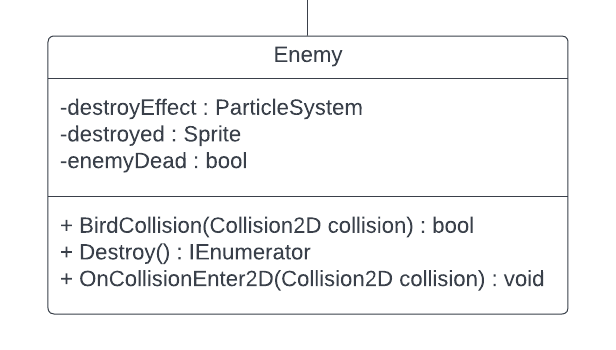 Enemy
-destroyEffect : ParticleSystem
-destroyed : Sprite
-enemyDead : bool
+ BirdCollision(Collision2D collision) : bool
+ Destroy() : IEnumerator
+ OnCollisionEnter2D(Collision2D collision) : void